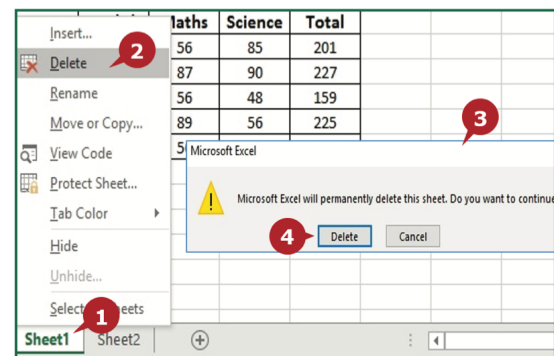 Maths Science Total
56 85 201
87 90 227
56 48 159
89 56 225
5
Insert...
2
Delete
Rename
Move or Copy...
View Code
Protect Sheet...
Tab Color
Hide
Unhide...
Select
1
3
Microsoft Excel
Microsoft Excel will permanently delete this sheet. Do you want to continue
4
Delete Cancel
Sheet1 Sheet2